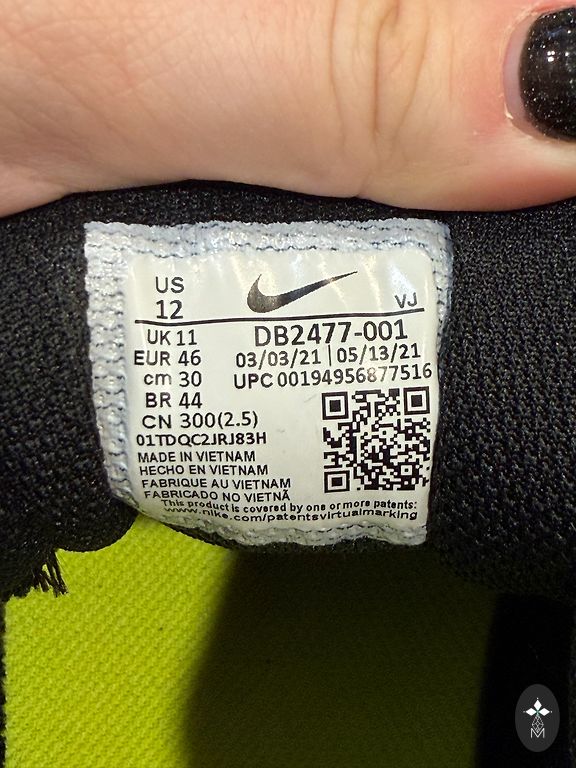 US
12
VJ
UK 11
DB2477-001
EUR 46
03/03/21 | 05/13/21
cm 30
UPC 00194956877516
BR 44
CN 300(2.5)
01TDQC2JRJ83H
MADE IN VIETNAM
HECHO EN VIETNAM
FABRIQUE AU VIETNAM
FABRICADO NO VIETNÃ
This product is covered by one or more patents:
www.nike.com/patentsvirtualmarking
M